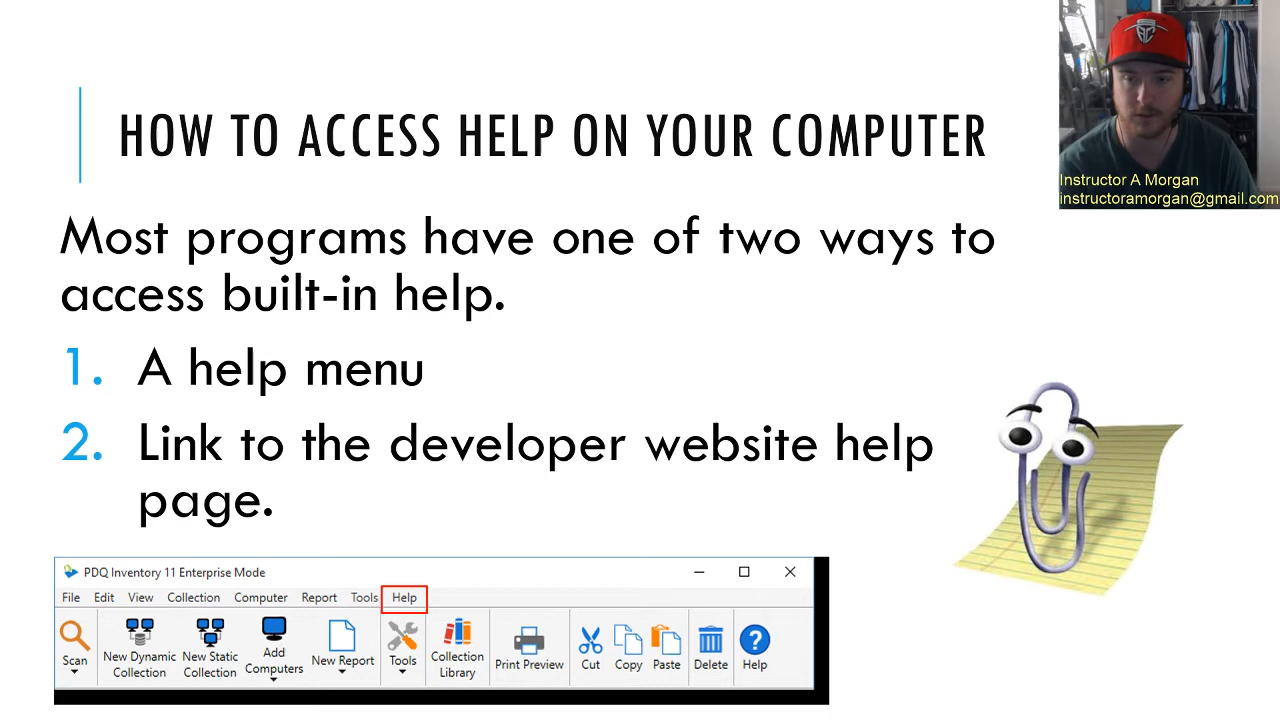 HOW TO ACCESS HELP ON YOUR COMPUTER
Instructor A Morgan
instructoramorgan@gmail.com
Most programs have one of two ways to
access built-in help.
1. A help menu
2. Link to the developer website help
page.
PDQ Inventory 11 Enterprise Mode
File Edit View Collection Computer Report Tools Help
Scan
New Dynamic
Collection
New Static
Collection
Add
Computers
New Report
Tools
Collection
Library
Print Preview
Cut
Copy
Paste
Delete
Help